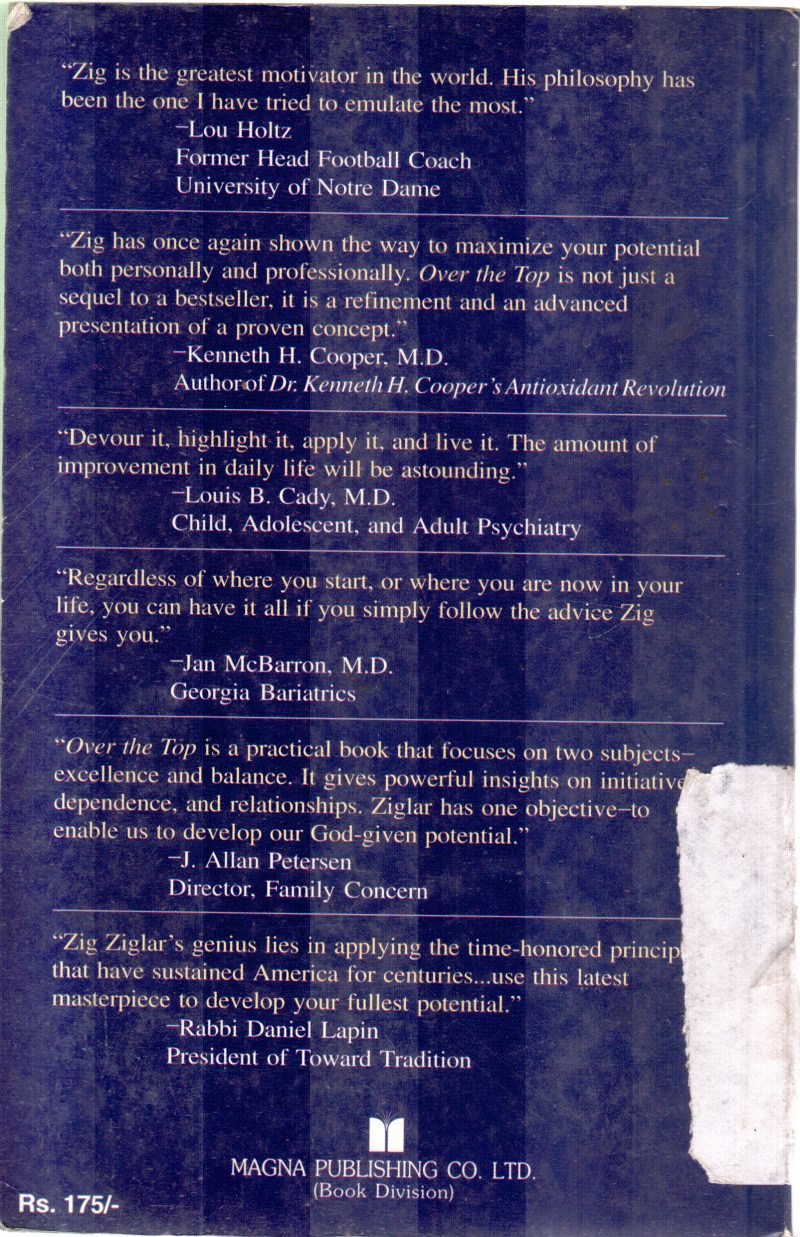 “Zig is the greatest motivator in the world. His philosophy has
been the one I have tried to emulate the most.”
–Lou Holtz
Former Head Football Coach
University of Notre Dame
“Zig has once again shown the way to maximize your potential
both personally and professionally. Over the Top is not just a
sequel to a bestseller, it is a refinement and an advanced
presentation of a proven concept.”
–Kenneth H. Cooper, M.D.
Author of Dr. Kenneth H. Cooper’s Antioxidant Revolution
“Devour it, highlight it, apply it, and live it. The amount of
improvement in daily life will be astounding.”
–Louis B. Cady, M.D.
Child, Adolescent, and Adult Psychiatry
“Regardless of where you start, or where you are now in your
life, you can have it all if you simply follow the advice Zig
gives you.”
–Jan McBarron, M.D.
Georgia Bariatrics
“Over the Top is a practical book that focuses on two subjects–
excellence and balance. It gives powerful insights on initiative
dependence, and relationships. Ziglar has one objective–to
enable us to develop our God-given potential.”
–J. Allan Petersen
Director, Family Concern
“Zig Ziglar’s genius lies in applying the time-honored
that have sustained America for centuries...use this latest
masterpiece to develop your fullest potential.”
–Rabbi Daniel Lapin
President of Toward Tradition
MAGNA PUBLISHING CO. LTD.
(Book Division)
Rs. 175/-